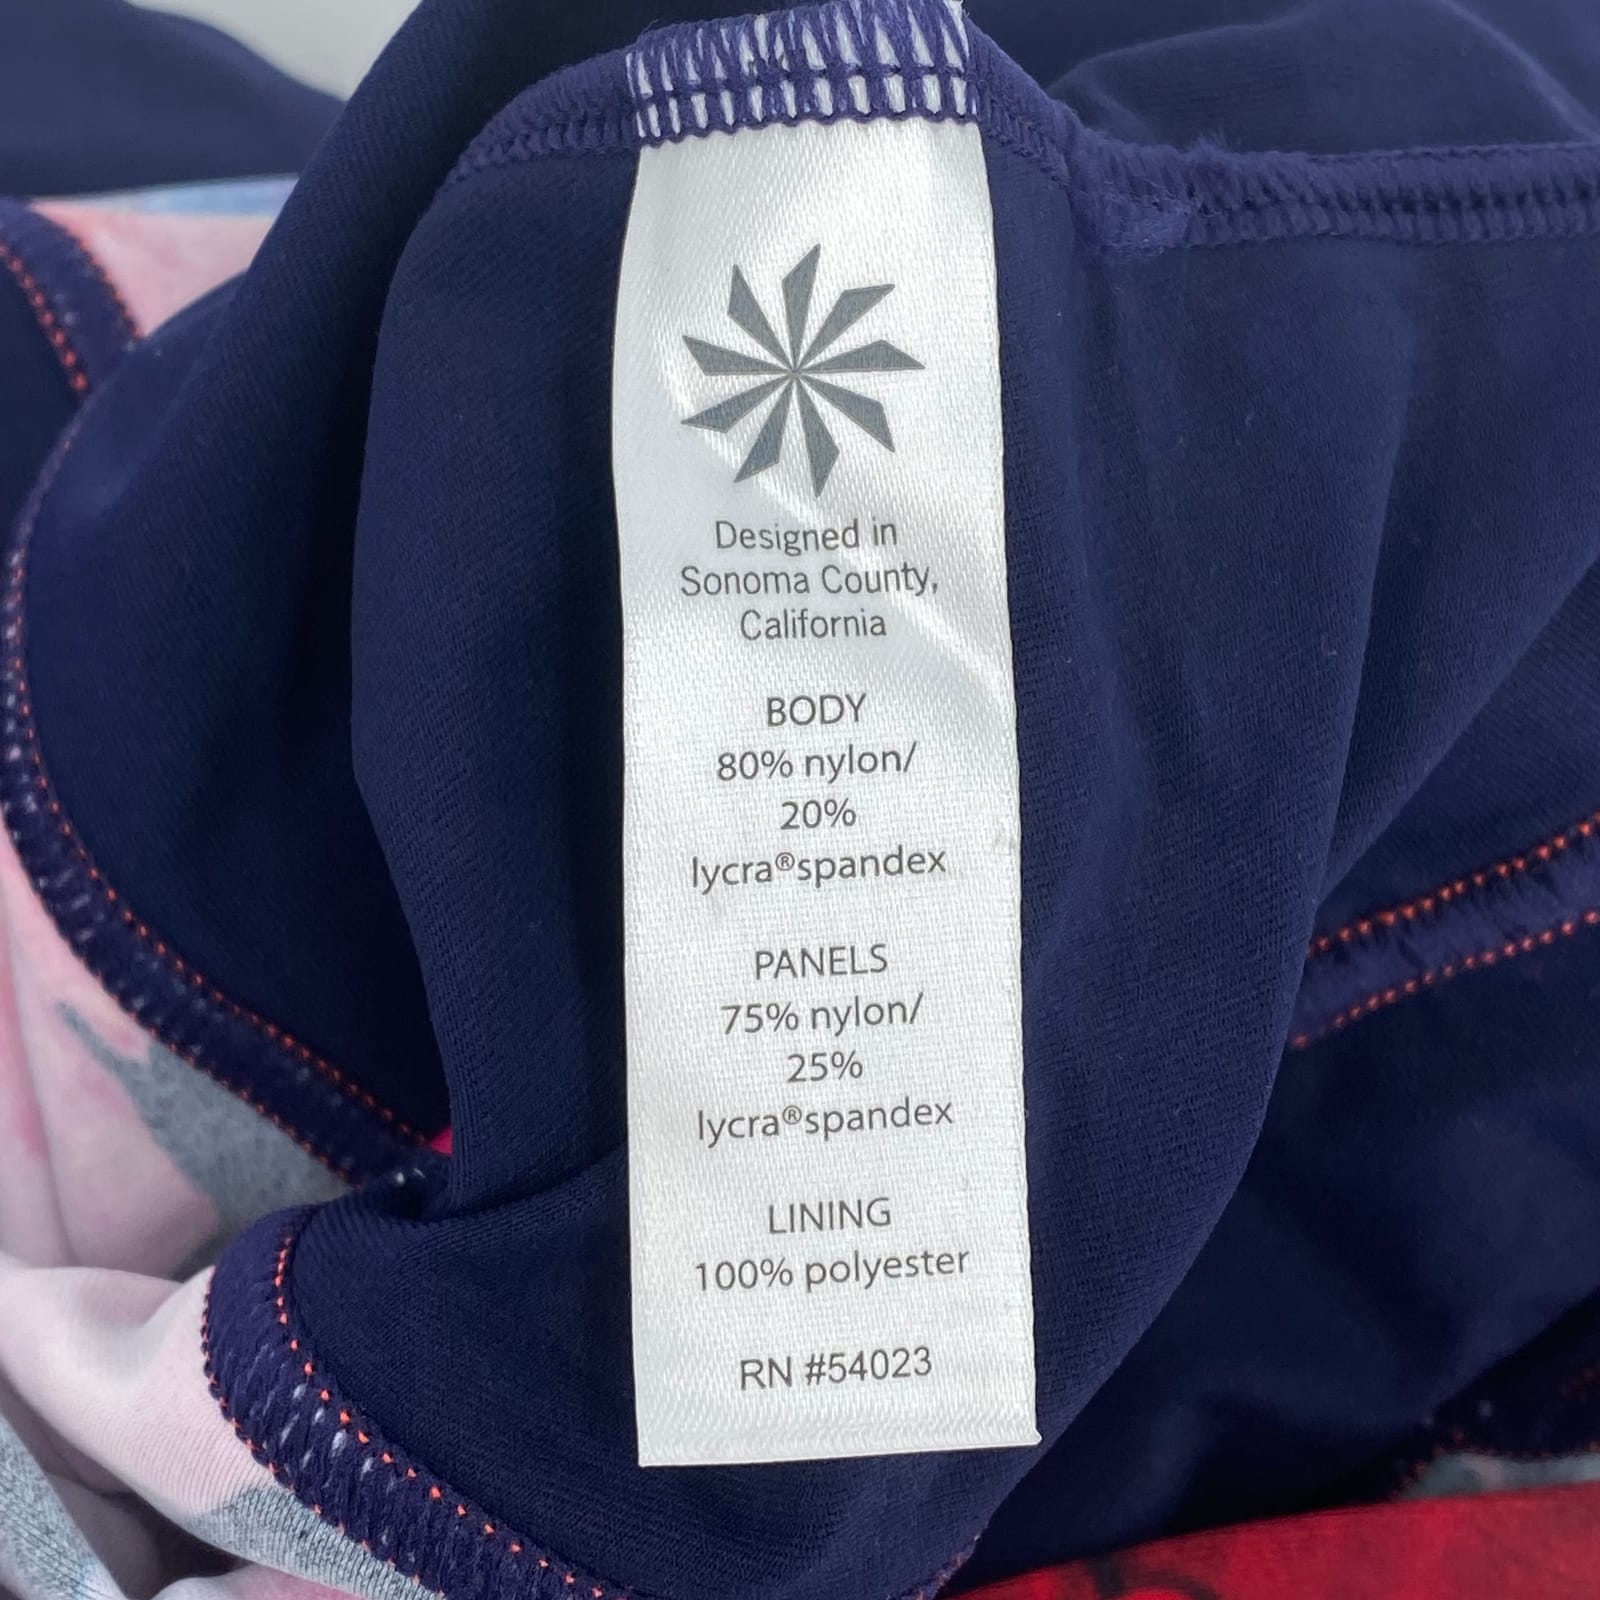 Designed in
Sonoma County,
California
BODY
80% nylon/
20%
lycra®spandex
PANELS
75% nylon/
25%
lycra®spandex
LINING
100% polyester
RN #54023